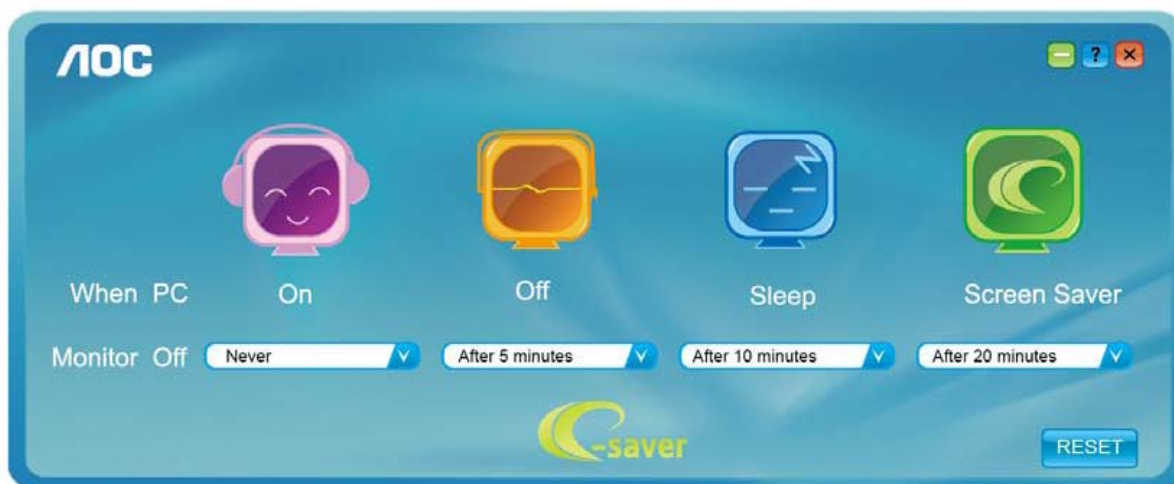 AOC
?
When PC On Off Sleep Screen Saver
Monitor Off Never After 5 minutes After 10 minutes After 20 minutes
e-saver
RESET